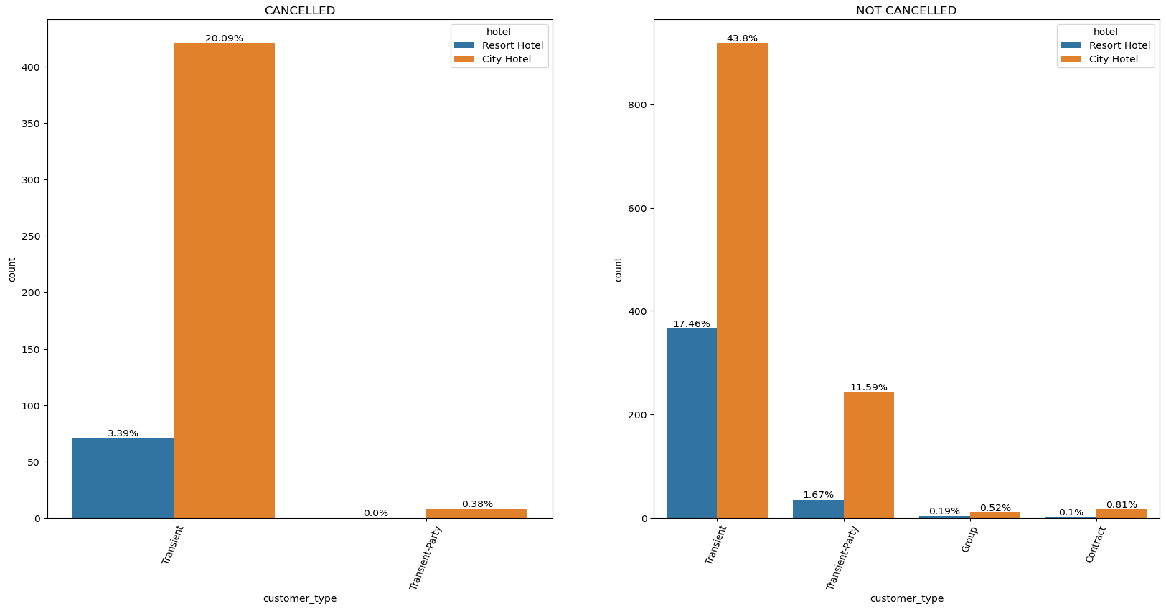 CANCELLED
hotel
Resort Hotel
City Hotel
20.09%
3.39%
0.38%
0.0%
400
350
300
250
200
150
100
50
0
count
Transient
Transient-Party
customer_type
NOT CANCELLED
hotel
Resort Hotel
City Hotel
43.8%
17.46%
11.59%
1.67%
0.19%
0.52%
0.1%
0.81%
800
600
400
200
0
count
Transient
Transient-Party
Group
Contract
customer_type